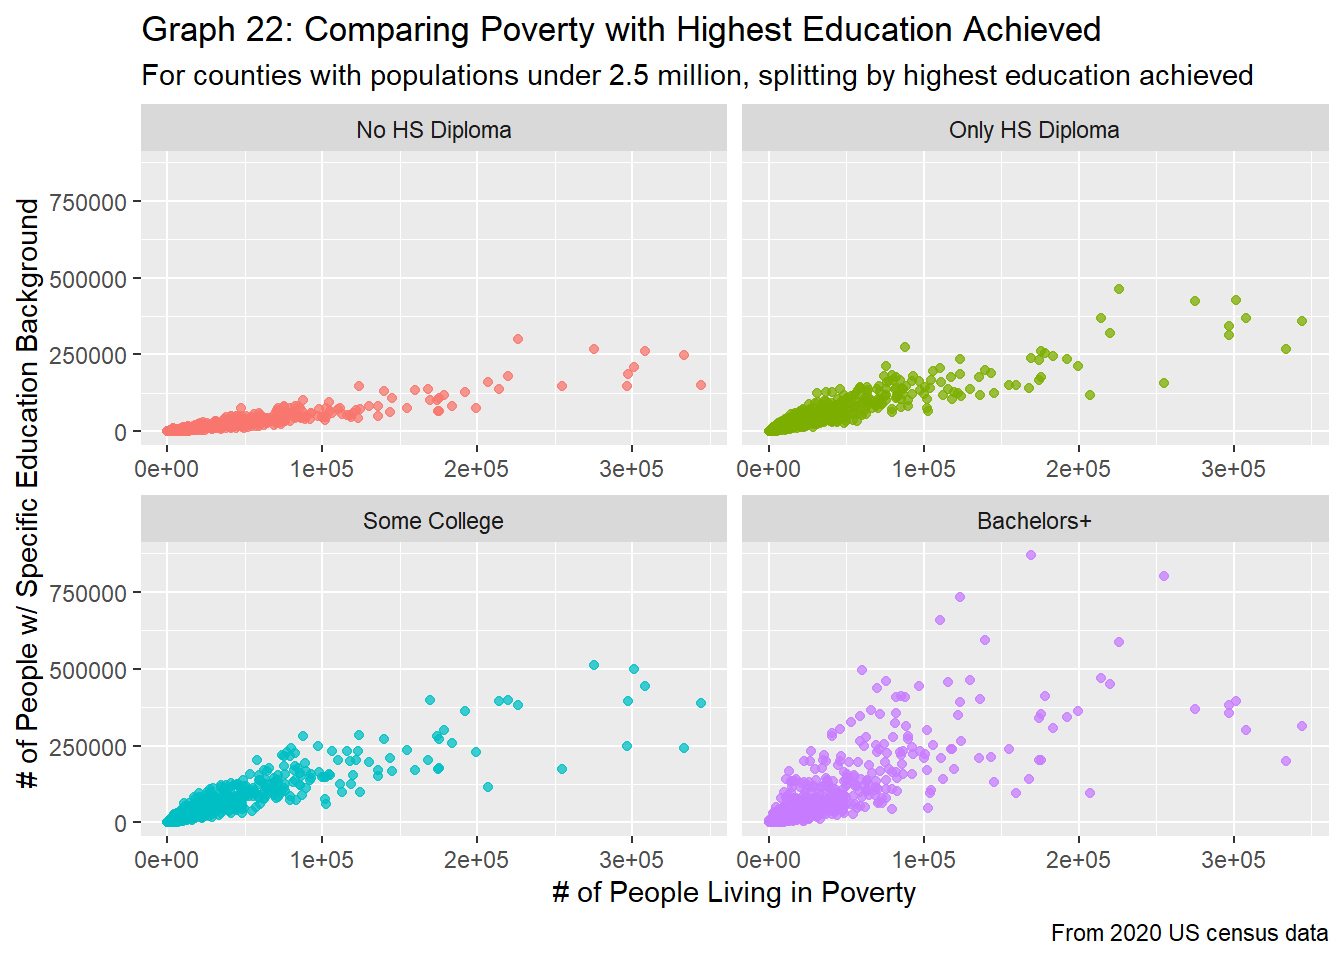 Graph 22: Comparing Poverty with Highest Education Achieved
For counties with populations under 2.5 million, splitting by highest education achieved
No HS Diploma
Only HS Diploma
# of People w/ Specific Education Background
750000
500000
250000
0
0e+00 1e+05 2e+05 3e+05
0e+00 1e+05 2e+05 3e+05
Some College
Bachelors+
750000
500000
250000
0
0e+00 1e+05 2e+05 3e+05
0e+00 1e+05 2e+05 3e+05
# of People Living in Poverty
From 2020 US census data